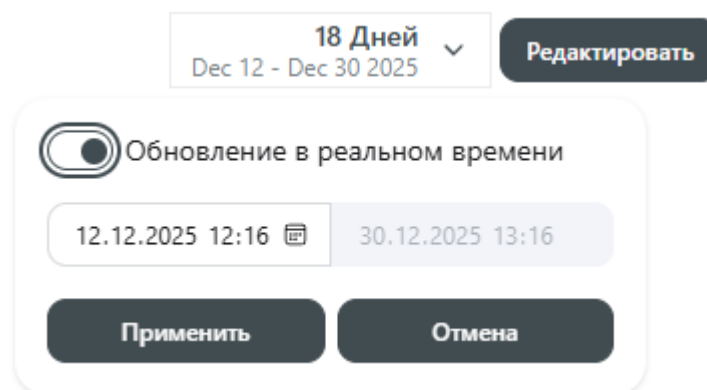 18 Дней
Dec 12 - Dec 30 2025
Редактировать
Обновление в реальном времени
12.12.2025 12:16
30.12.2025 13:16
Применить
Отмена